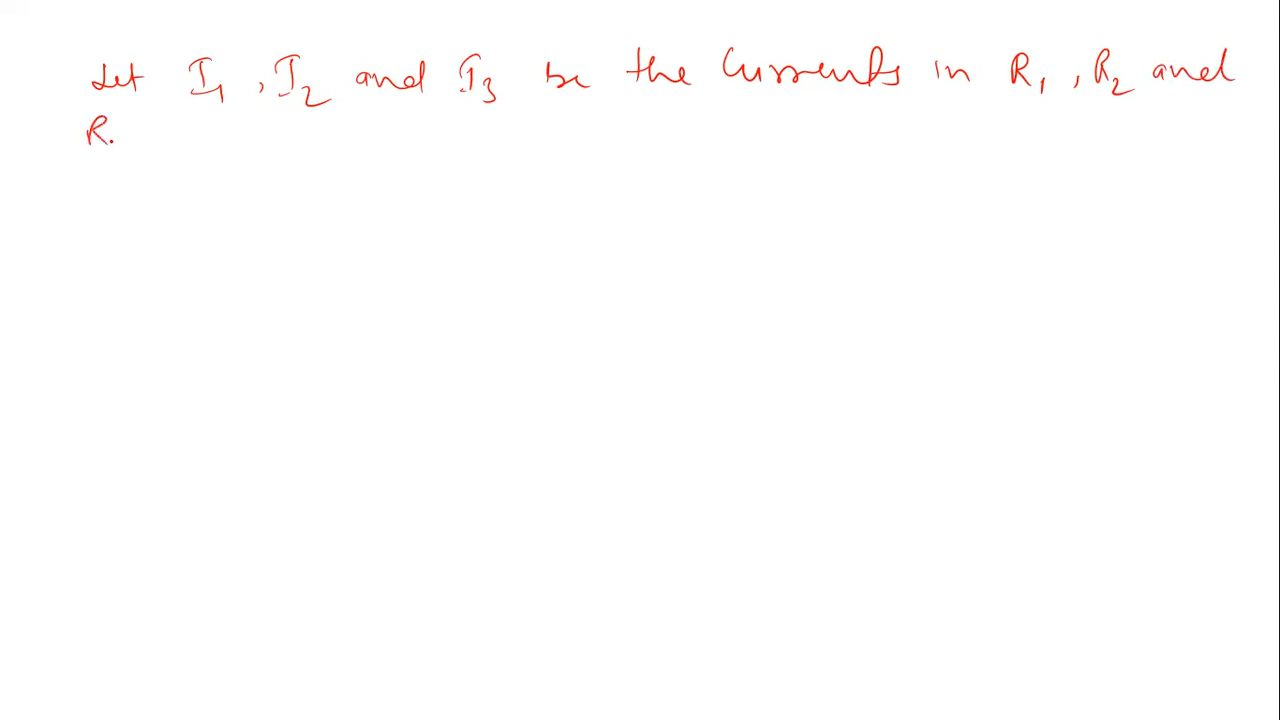 Let I₁, I₂ and I₃ be the currents in R₁, R₂ and
R.